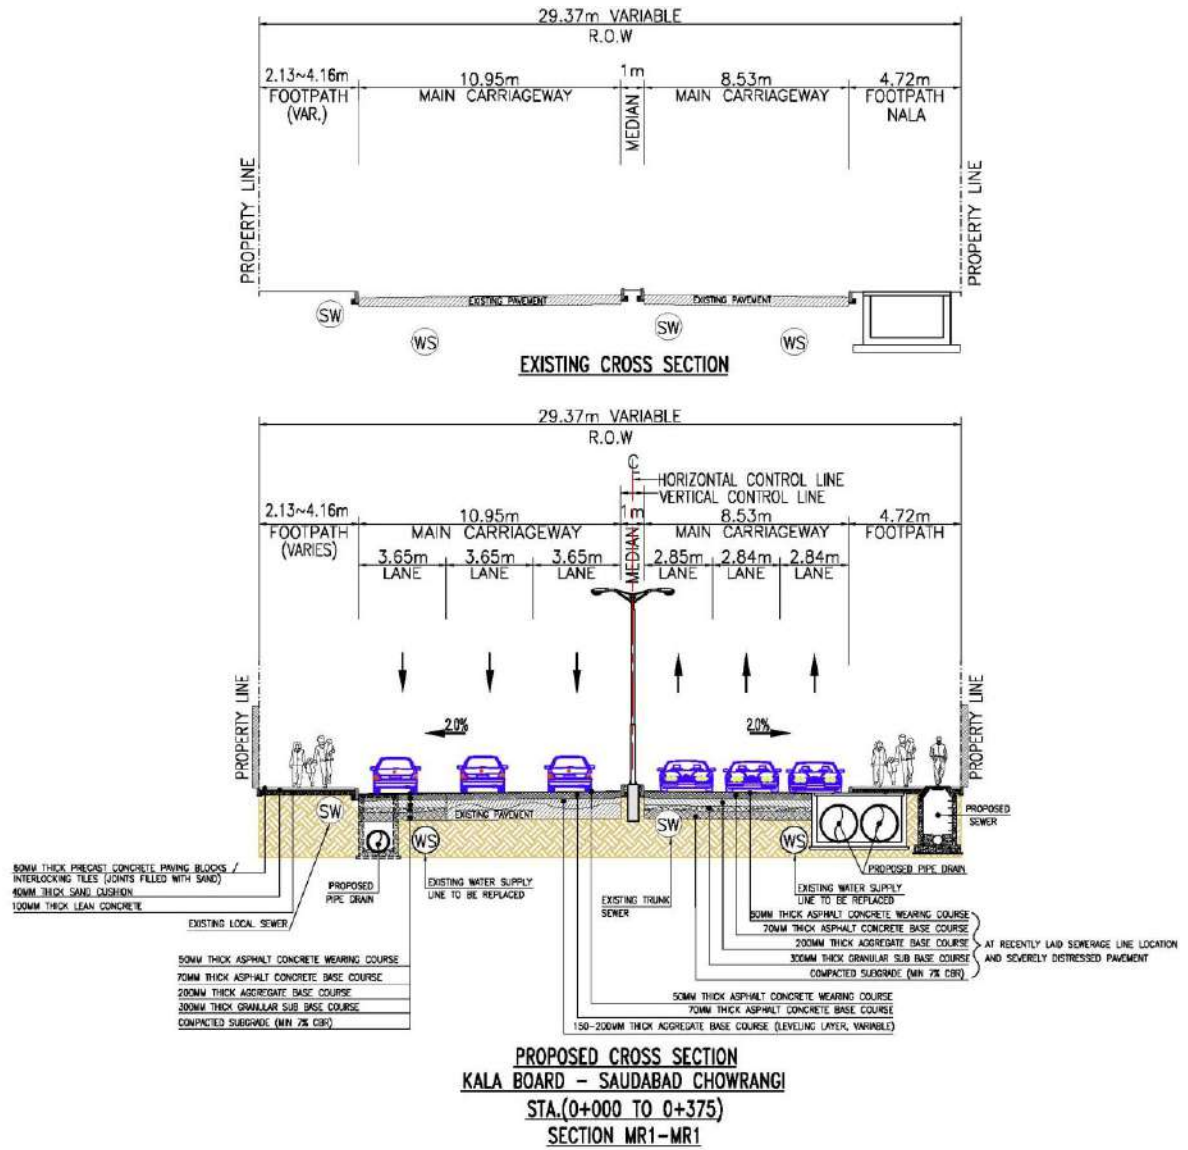 29.37m VARIABLE
R.O.W
2.13~4.16m
FOOTPATH
(VAR.)
10.95m
MAIN CARRIAGEWAY
1m
MEDIAN
8.53m
MAIN CARRIAGEWAY
4.72m
FOOTPATH
NALA
PROPERTY LINE
PROPERTY LINE
EXISTING PAVEMENT
EXISTING PAVEMENT
SW
WS
SW
WS
EXISTING CROSS SECTION
29.37m VARIABLE
R.O.W
HORIZONTAL CONTROL LINE
VERTICAL CONTROL LINE
2.13~4.16m
FOOTPATH
(VARIES)
10.95m
MAIN CARRIAGEWAY
1m
MEDIAN
8.53m
MAIN CARRIAGEWAY
4.72m
FOOTPATH
3.65m
LANE
3.65m
LANE
3.65m
LANE
2.85m
LANE
2.84m
LANE
2.84m
LANE
PROPERTY LINE
PROPERTY LINE
2.0%
2.0%
SW
WS
EXISTING PAVEMENT
SW
WS
PROPOSED
SEWER
60MM THICK PRECAST CONCRETE PAVING BLOCKS /
INTERLOCKING TILES (JOINTS FILLED WITH SAND)
40MM THICK SAND CUSHION
100MM THICK LEAN CONCRETE
EXISTING LOCAL SEWER
PROPOSED
PIPE DRAIN
EXISTING WATER SUPPLY
LINE TO BE REPLACED
EXISTING TRUNK
SEWER
PROPOSED PIPE DRAIN
EXISTING WATER SUPPLY
LINE TO BE REPLACED
50MM THICK ASPHALT CONCRETE WEARING COURSE
70MM THICK ASPHALT CONCRETE BASE COURSE
200MM THICK AGGREGATE BASE COURSE
300MM THICK GRANULAR SUB BASE COURSE
COMPACTED SUBGRADE (MIN 7% CBR)
AT RECENTLY LAID SEWERAGE LINE LOCATION
AND SEVERELY DISTRESSED PAVEMENT
50MM THICK ASPHALT CONCRETE WEARING COURSE
70MM THICK ASPHALT CONCRETE BASE COURSE
200MM THICK AGGREGATE BASE COURSE
300MM THICK GRANULAR SUB BASE COURSE
COMPACTED SUBGRADE (MIN 7% CBR)
50MM THICK ASPHALT CONCRETE WEARING COURSE
70MM THICK ASPHALT CONCRETE BASE COURSE
150-200MM THICK AGGREGATE BASE COURSE (LEVELING LAYER, VARIABLE)
PROPOSED CROSS SECTION
KALA BOARD - SAUDABAD CHOWRANGI
STA.(0+000 TO 0+375)
SECTION MR1-MR1